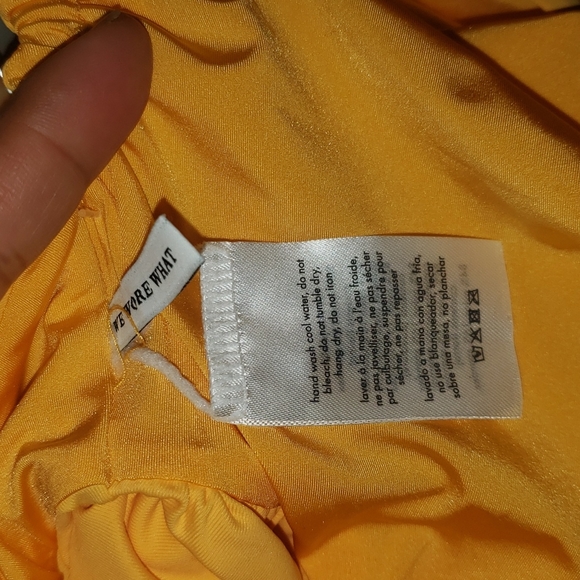 WE WORE WHAT
hand wash cool water, do not
bleach, do not tumble dry,
hang dry, do not iron
laver à la main à l'eau froide,
ne pas javelliser, ne pas sécher
par culbutage, suspendre pour
sécher, ne pas repasser
lavado a mano con agua fría,
no use blanqueador, secar
sobre una mesa, no planchar